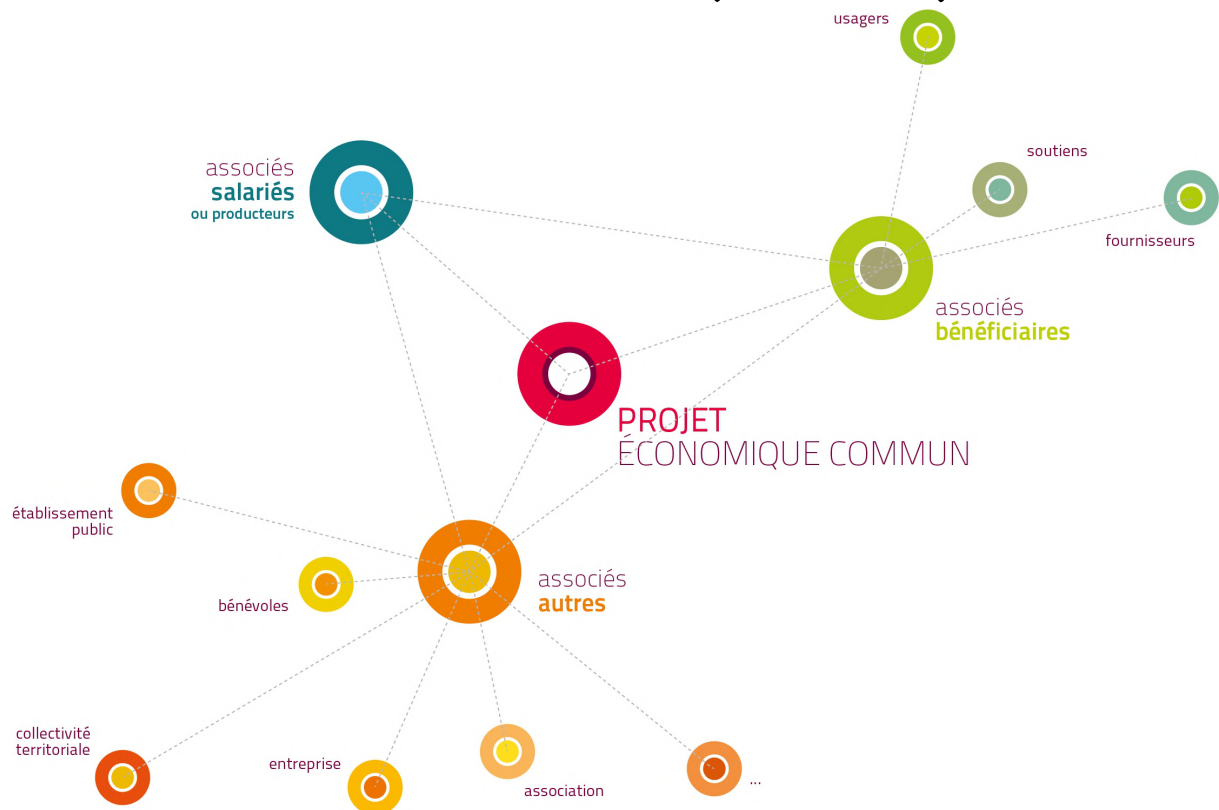 usagers
soutiens
associés
salariés
ou producteurs
fournisseurs
associés
bénéficiaires
PROJET
ÉCONOMIQUE COMMUN
établissement
public
bénévoles
associés
autres
collectivité
territoriale
entreprise
association
...